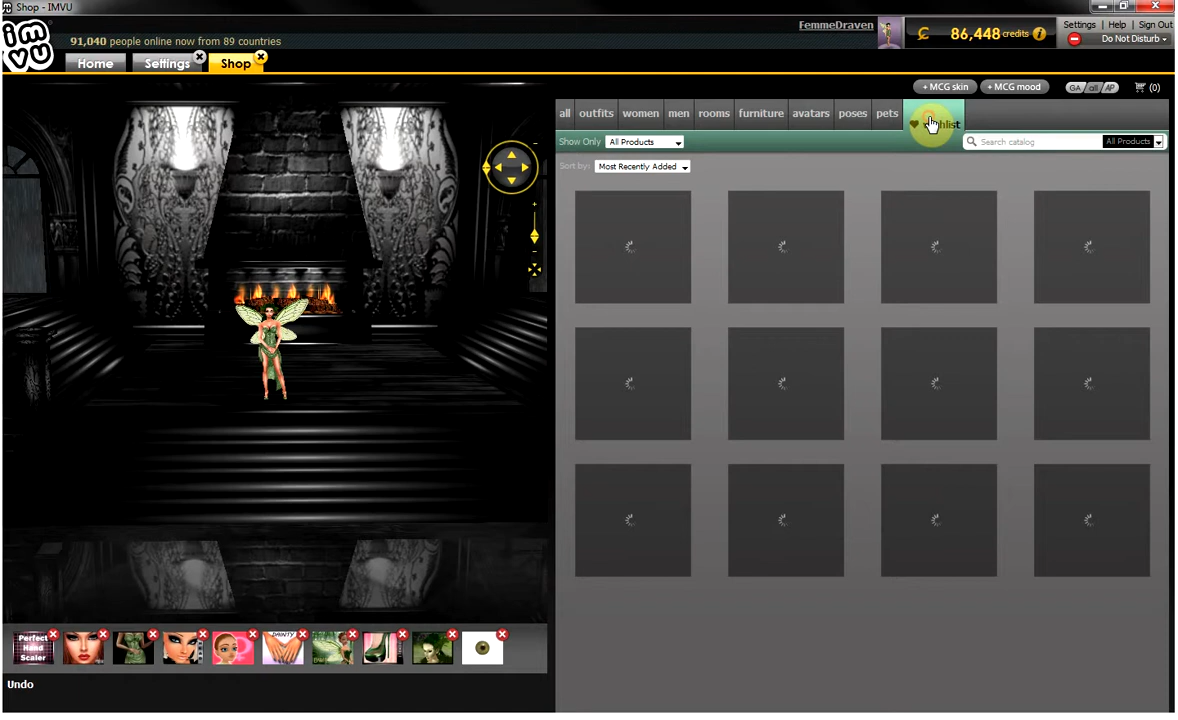 Shop - IMVU
imvu
91,040 people online now from 89 countries
FemmeDraven
86,448 credits
Settings | Help | Sign Out
Do Not Disturb
Home
Settings
Shop
+ MCG skin
+ MCG mood
GA all AP
(0)
all outfits women men rooms furniture avatars poses pets
Show Only All Products
Search catalog
All Products
Sort by: Most Recently Added
Perfect
Hand
Scaler
DAINTY
Undo